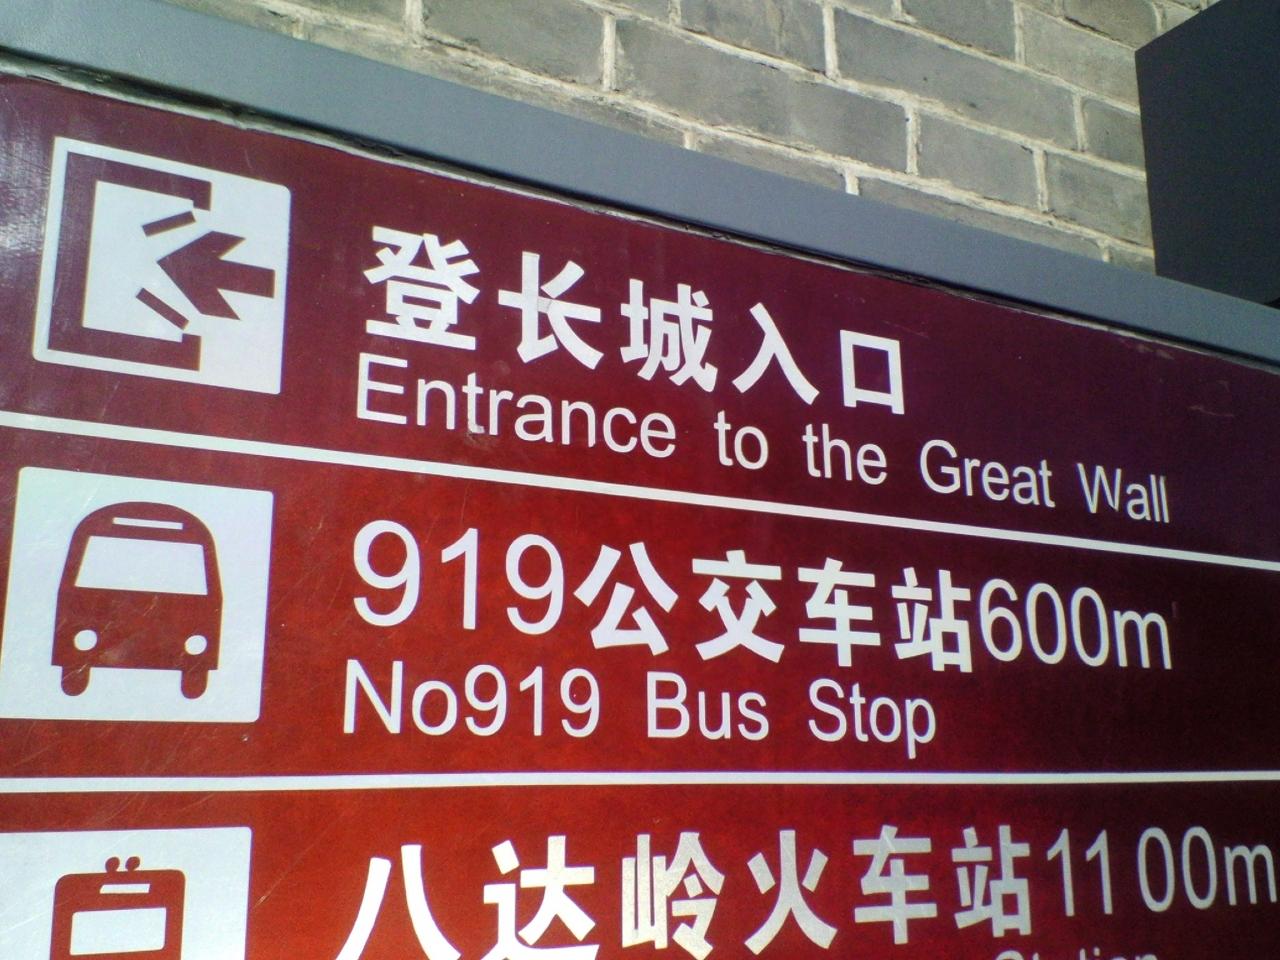 登长城入口
Entrance to the Great Wall
919公交车站600m
No919 Bus Stop
八达岭火车站1100m
Station